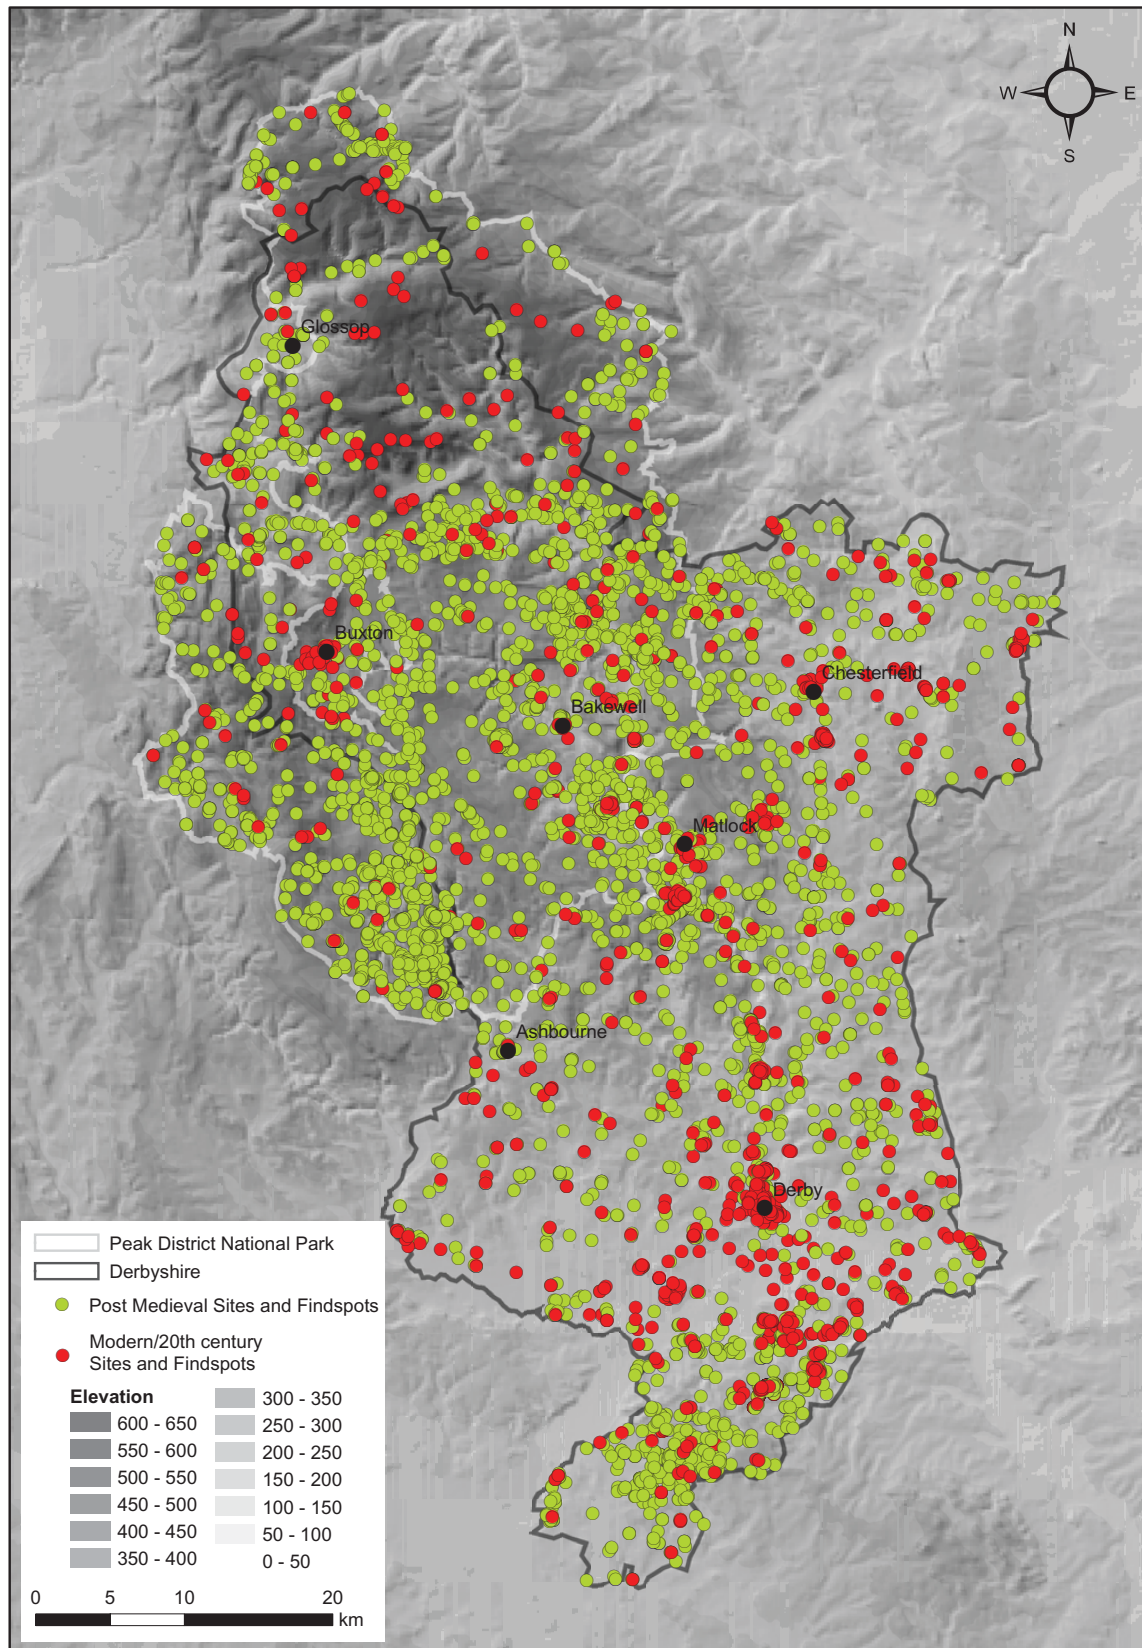 N
W E
S
Glossop
Buxton
Chesterfield
Bakewell
Matlock
Ashbourne
Derby
Peak District National Park
Derbyshire
Post Medieval Sites and Findspots
Modern/20th century
Sites and Findspots
Elevation
600 - 650
550 - 600
500 - 550
450 - 500
400 - 450
350 - 400
300 - 350
250 - 300
200 - 250
150 - 200
100 - 150
50 - 100
0 - 50
0 5 10 20
km